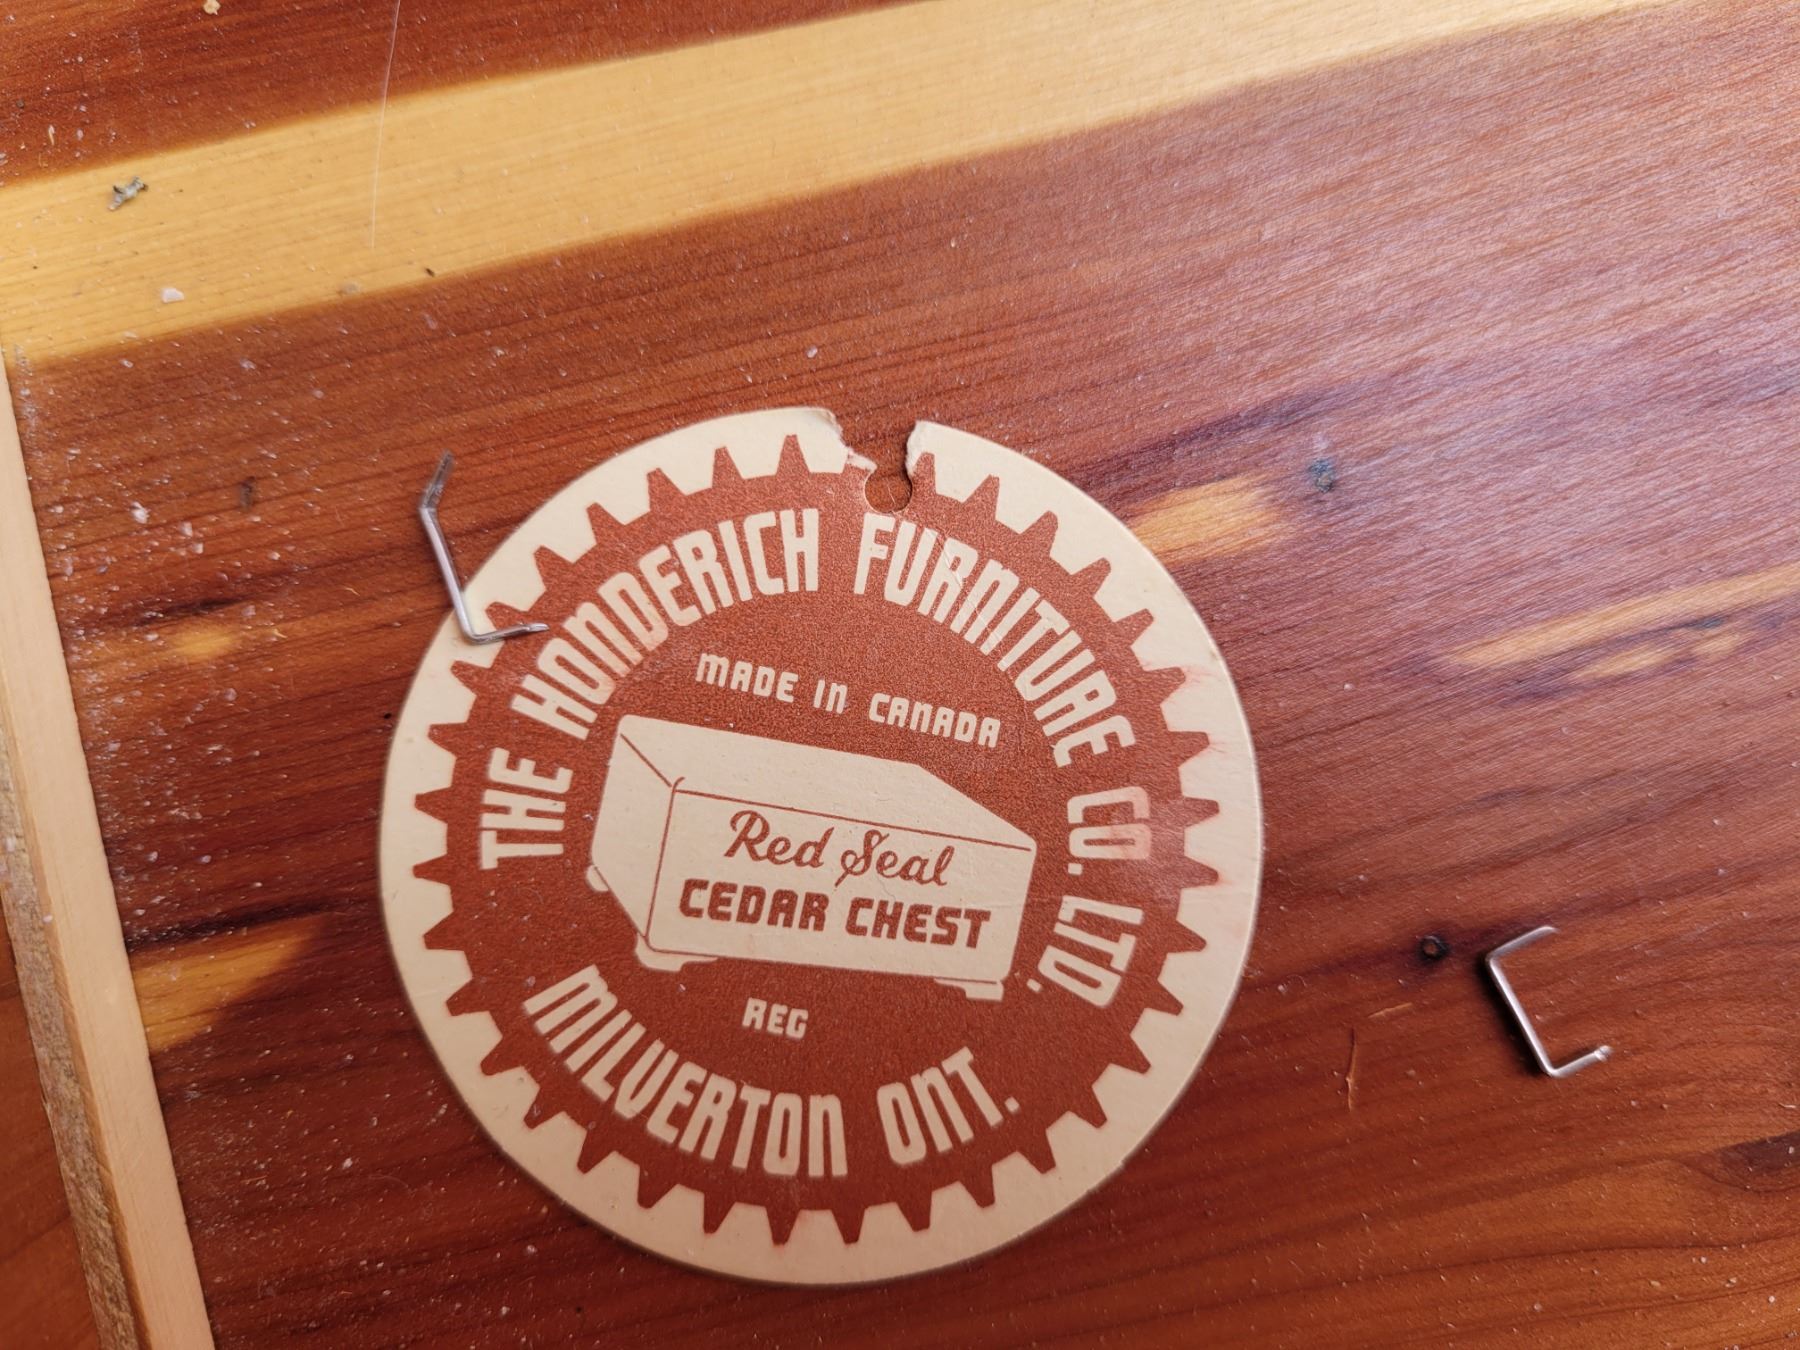 THE HONDERICH FURNITURE CO. LTD.
MADE IN CANADA
Red Seal
CEDAR CHEST
REG
MILVERTON ONT.